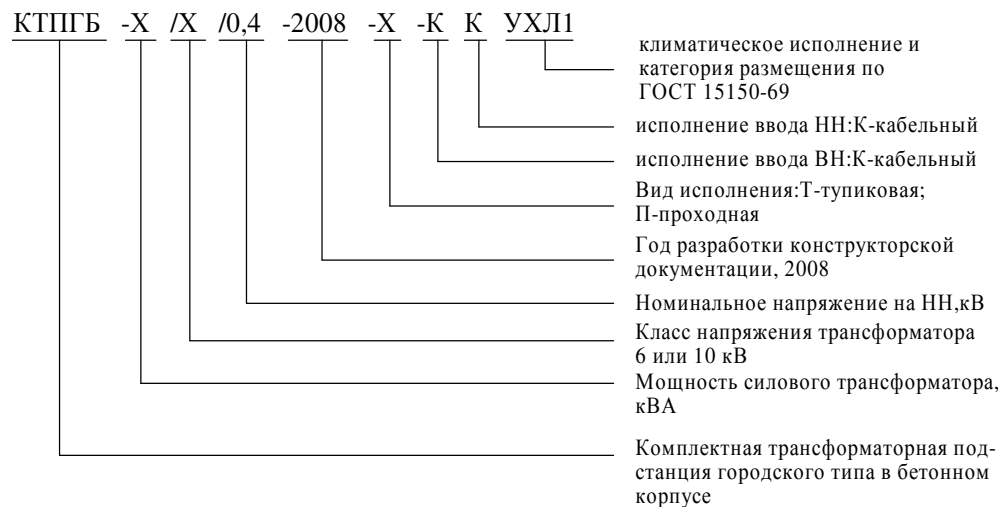 КТПГБ -Х /Х /0,4 -2008 -Х -К К УХЛ1
климатическое исполнение и
категория размещения по
ГОСТ 15150-69
исполнение ввода НН:К-кабельный
исполнение ввода ВН:К-кабельный
Вид исполнения:Т-тупиковая;
П-проходная
Год разработки конструкторской
документации, 2008
Номинальное напряжение на НН,кВ
Класс напряжения трансформатора
6 или 10 кВ
Мощность силового трансформатора,
кВА
Комплектная трансформаторная под-
станция городского типа в бетонном
корпусе